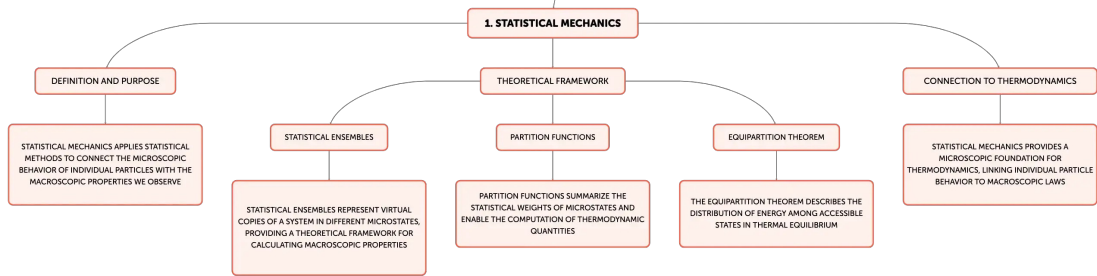 1. STATISTICAL MECHANICS
DEFINITION AND PURPOSE
STATISTICAL MECHANICS APPLIES STATISTICAL
METHODS TO CONNECT THE MICROSCOPIC
BEHAVIOR OF INDIVIDUAL PARTICLES WITH THE
MACROSCOPIC PROPERTIES WE OBSERVE
THEORETICAL FRAMEWORK
STATISTICAL ENSEMBLES
STATISTICAL ENSEMBLES REPRESENT VIRTUAL
COPIES OF A SYSTEM IN DIFFERENT MICROSTATES,
PROVIDING A THEORETICAL FRAMEWORK FOR
CALCULATING MACROSCOPIC PROPERTIES
PARTITION FUNCTIONS
PARTITION FUNCTIONS SUMMARIZE THE
STATISTICAL WEIGHTS OF MICROSTATES AND
ENABLE THE COMPUTATION OF THERMODYNAMIC
QUANTITIES
EQUIPARTITION THEOREM
THE EQUIPARTITION THEOREM DESCRIBES THE
DISTRIBUTION OF ENERGY AMONG ACCESSIBLE
STATES IN THERMAL EQUILIBRIUM
CONNECTION TO THERMODYNAMICS
STATISTICAL MECHANICS PROVIDES A
MICROSCOPIC FOUNDATION FOR
THERMODYNAMICS, LINKING INDIVIDUAL PARTICLE
BEHAVIOR TO MACROSCOPIC LAWS